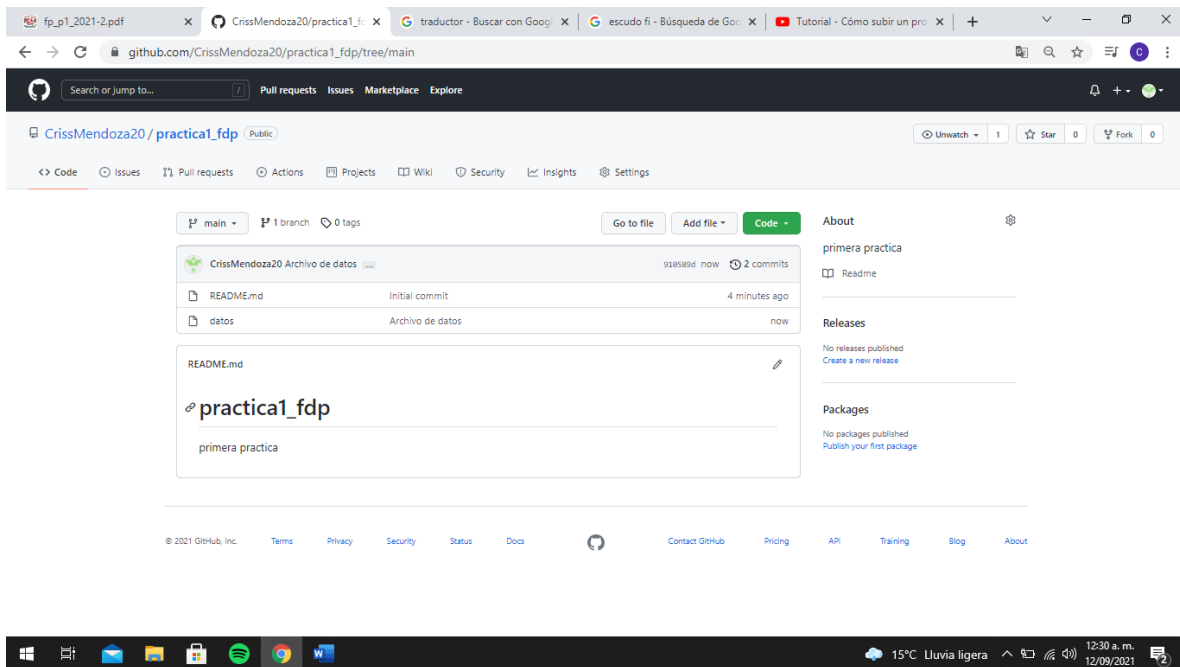 fp_p1_2021-2.pdf
CrissMendoza20/practica1_fc
traductor - Buscar con Googl
escudo fi - Búsqueda de Goo
Tutorial - Cómo subir un pro
github.com/CrissMendoza20/practica1_fdp/tree/main
C
Search or jump to...
/
Pull requests Issues Marketplace Explore
CrissMendoza20 / practica1_fdp Public
Unwatch 1 Star 0 Fork 0
<> Code Issues Pull requests Actions Projects Wiki Security Insights Settings
main 1 branch 0 tags
Go to file Add file Code
About
primera practica
Readme
CrissMendoza20 Archivo de datos ...
910589d now 2 commits
README.md Initial commit 4 minutes ago
datos Archivo de datos now
Releases
No releases published
Create a new release
README.md
practica1_fdp
primera practica
Packages
No packages published
Publish your first package
© 2021 GitHub, Inc. Terms Privacy Security Status Docs Contact GitHub Pricing API Training Blog About
W
15°C Lluvia ligera
12:30 a. m.
12/09/2021
2